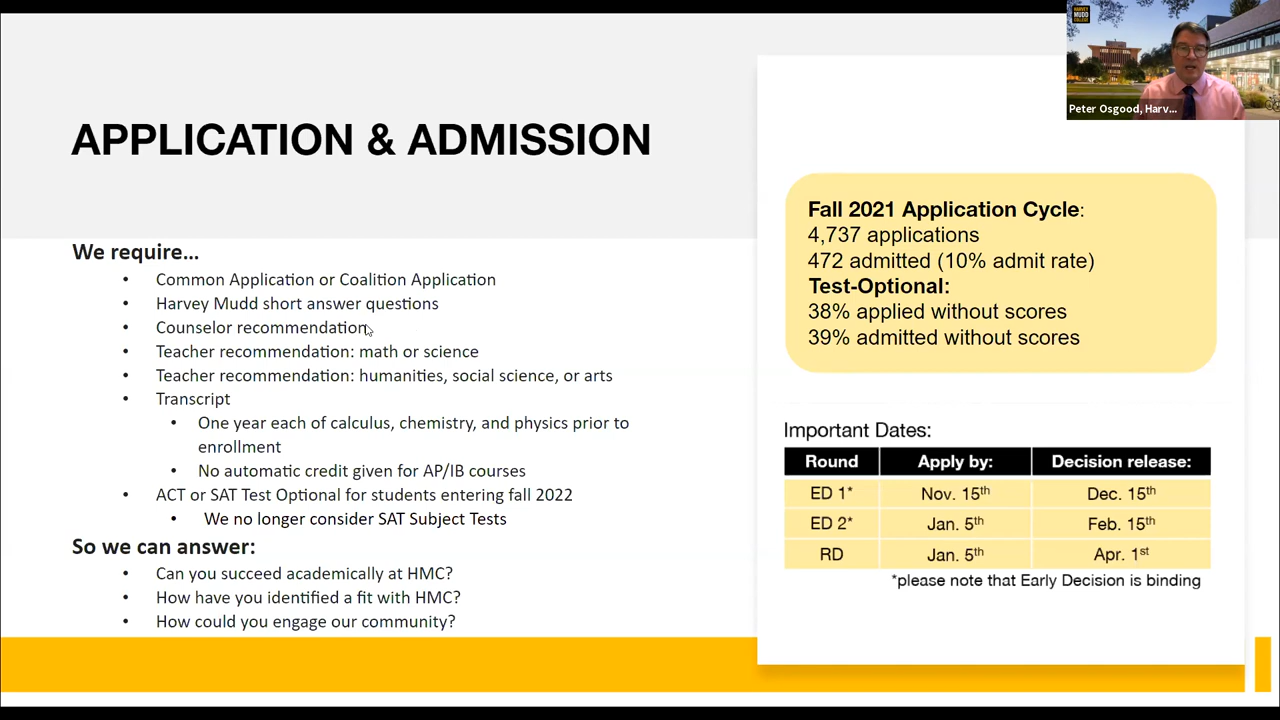 HARVEY
MUDD
COLLEGE
Peter Osgood, Harv...
APPLICATION & ADMISSION
We require...
• Common Application or Coalition Application
• Harvey Mudd short answer questions
• Counselor recommendation
• Teacher recommendation: math or science
• Teacher recommendation: humanities, social science, or arts
• Transcript
• One year each of calculus, chemistry, and physics prior to
enrollment
• No automatic credit given for AP/IB courses
• ACT or SAT Test Optional for students entering fall 2022
• We no longer consider SAT Subject Tests
So we can answer:
• Can you succeed academically at HMC?
• How have you identified a fit with HMC?
• How could you engage our community?
Fall 2021 Application Cycle:
4,737 applications
472 admitted (10% admit rate)
Test-Optional:
38% applied without scores
39% admitted without scores
Important Dates:
Round Apply by: Decision release:
ED 1* Nov. 15th Dec. 15th
ED 2* Jan. 5th Feb. 15th
RD Jan. 5th Apr. 1st
*please note that Early Decision is binding